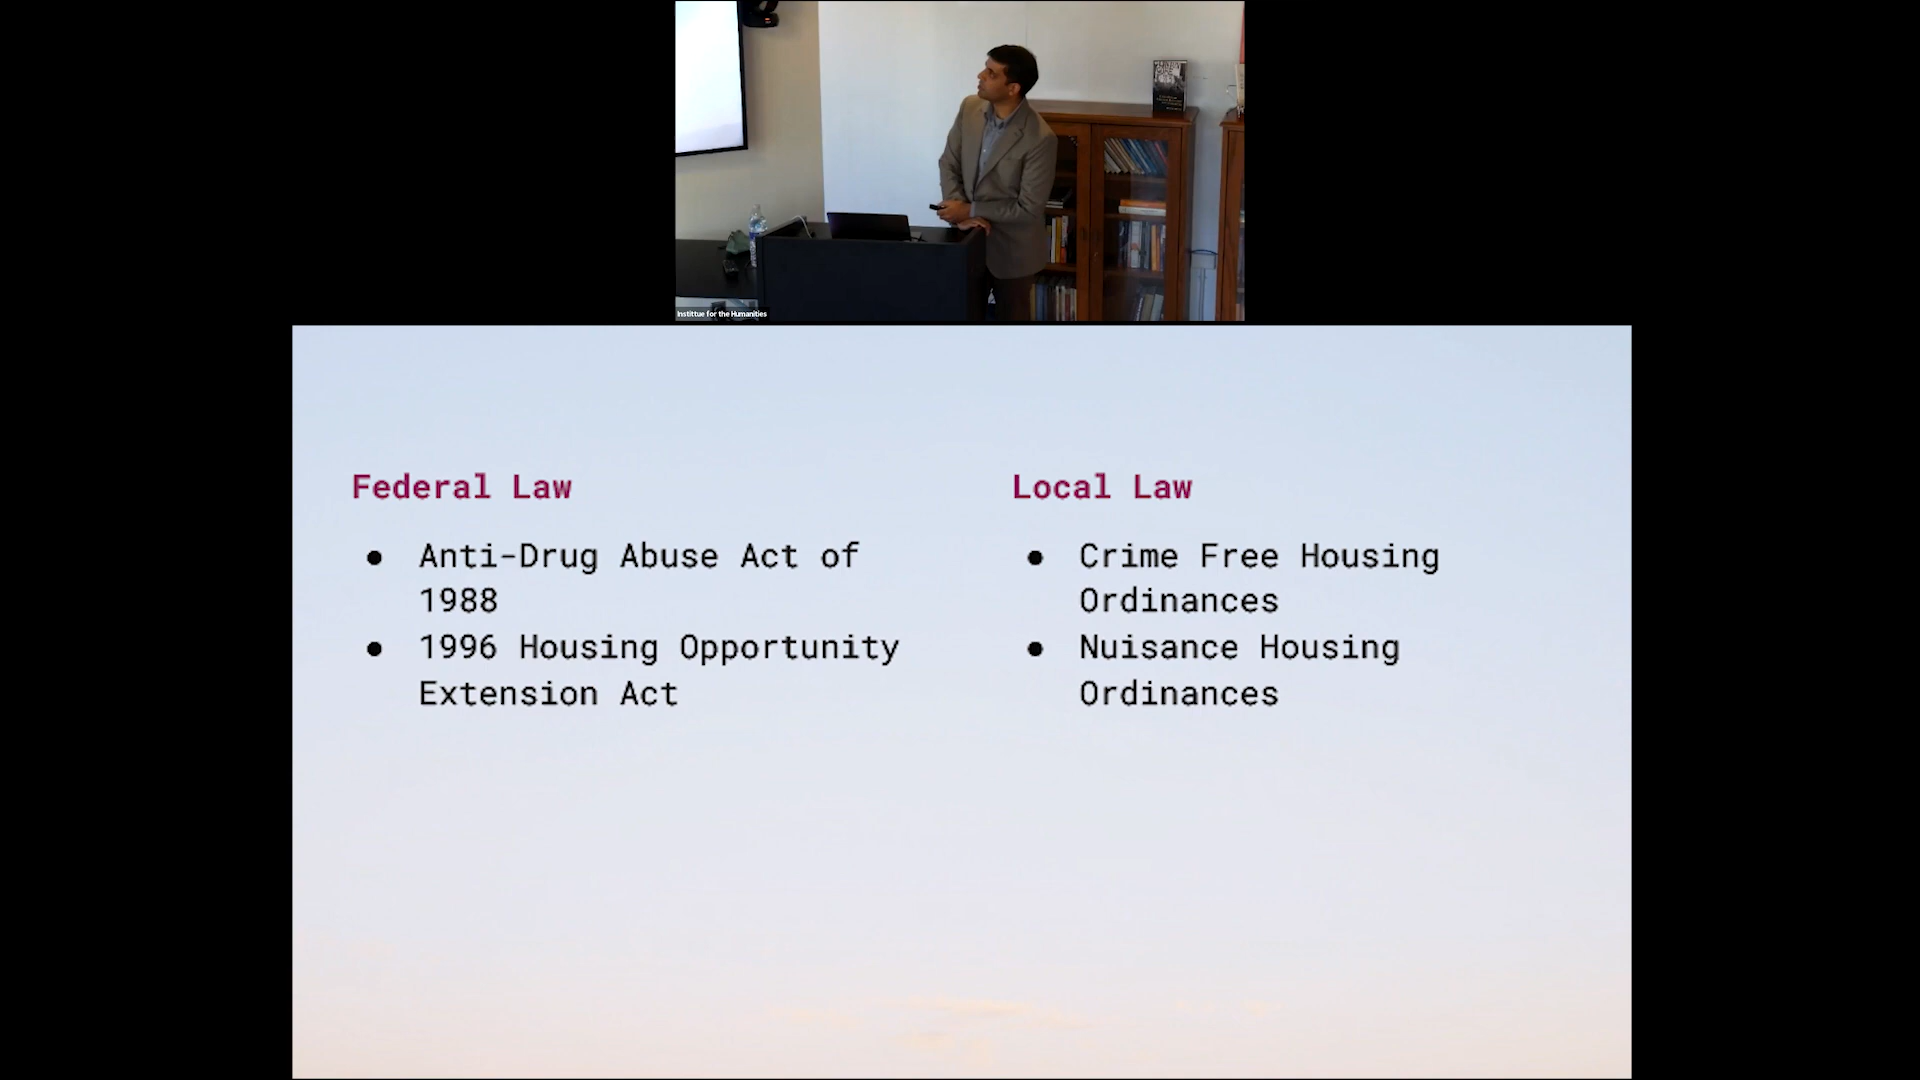 Instittue for the Humanities
Federal Law
● Anti-Drug Abuse Act of
1988
● 1996 Housing Opportunity
Extension Act
Local Law
● Crime Free Housing
Ordinances
● Nuisance Housing
Ordinances